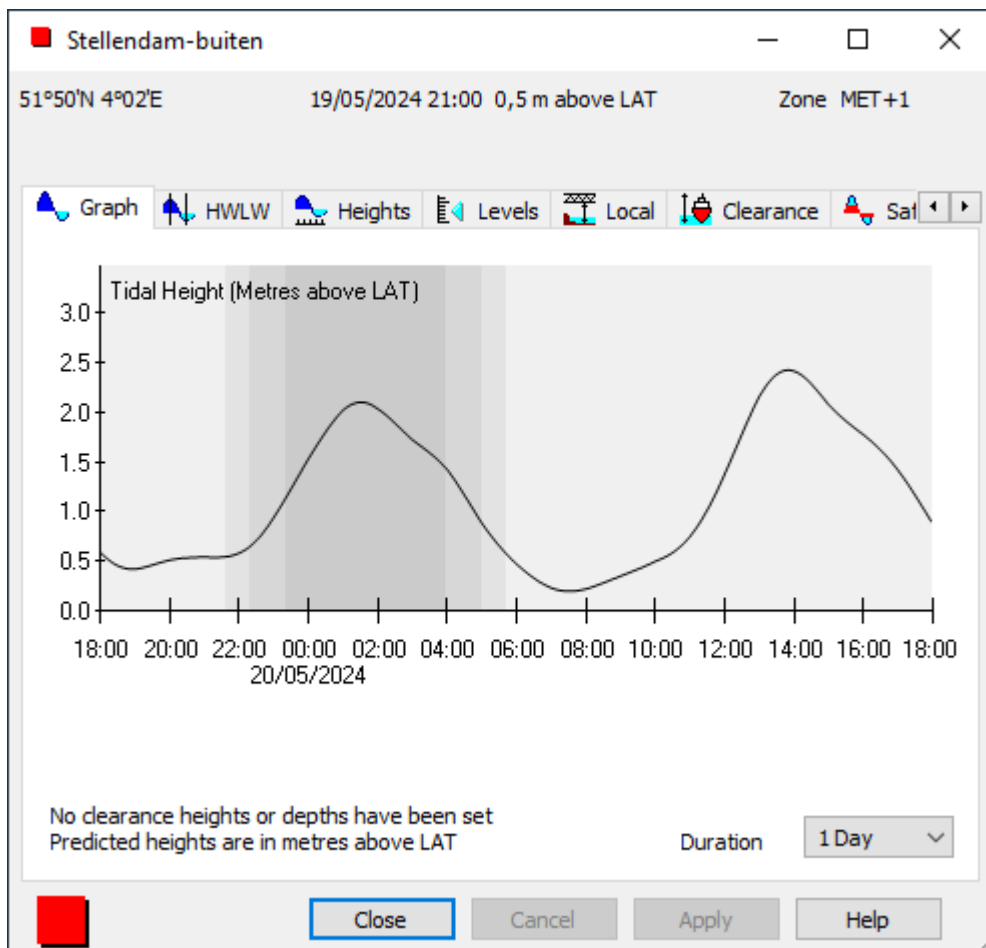 Stellendam-buiten
51°50'N 4°02'E 19/05/2024 21:00 0,5 m above LAT Zone MET+1
Graph HWLW Heights Levels Local Clearance Saf
Tidal Height (Metres above LAT)
3.0
2.5
2.0
1.5
1.0
0.5
0.0
18:00 20:00 22:00 00:00 02:00 04:00 06:00 08:00 10:00 12:00 14:00 16:00 18:00
20/05/2024
No clearance heights or depths have been set
Predicted heights are in metres above LAT
Duration 1 Day
Close Cancel Apply Help